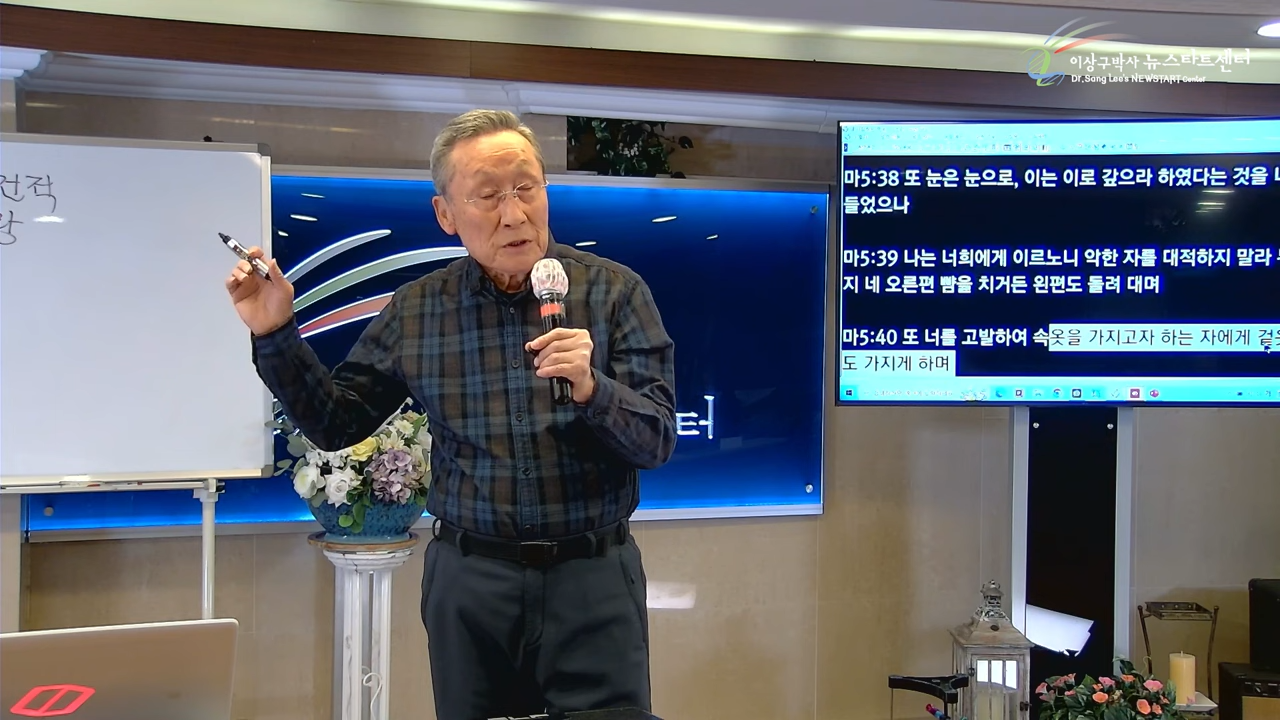 이상구박사 뉴스타트센터
Dr. Sang Lee's NEWSTART Center
전적
마5:38 또 눈은 눈으로, 이는 이로 갚으라 하였다는 것을
들었으나
마5:39 나는 너희에게 이르노니 악한 자를 대적하지 말라
지 네 오른편 뺨을 치거든 왼편도 돌려 대며
마5:40 또 너를 고발하여 속옷을 가지고자 하는 자에게
도 가지게 하며
터